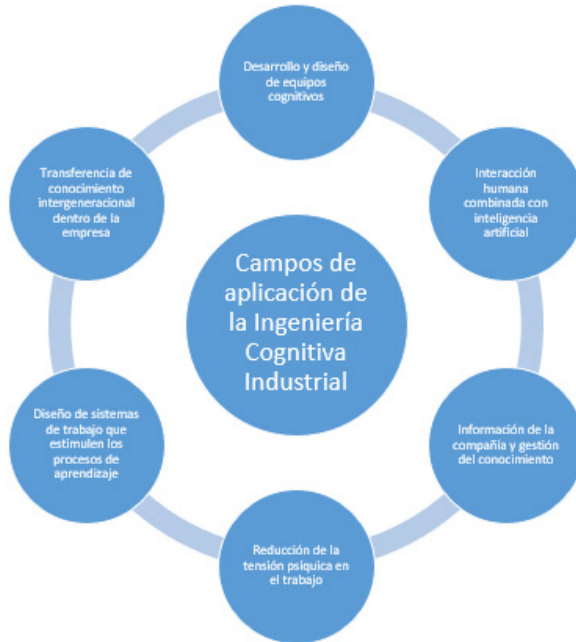 Desarrollo y diseño
de equipos
cognitivos
Interacción
humana
combinada con
inteligencia
artificial
Información de la
compañía y gestión
del conocimiento
Reducción de la
tensión psiquica en
el trabajo
Diseño de sistemas
de trabajo que
estimulen los
procesos de
aprendizaje
Transferencia de
conocimiento
intergeneracional
dentro de la
empresa
Campos de
aplicación de
la Ingeniería
Cognitiva
Industrial